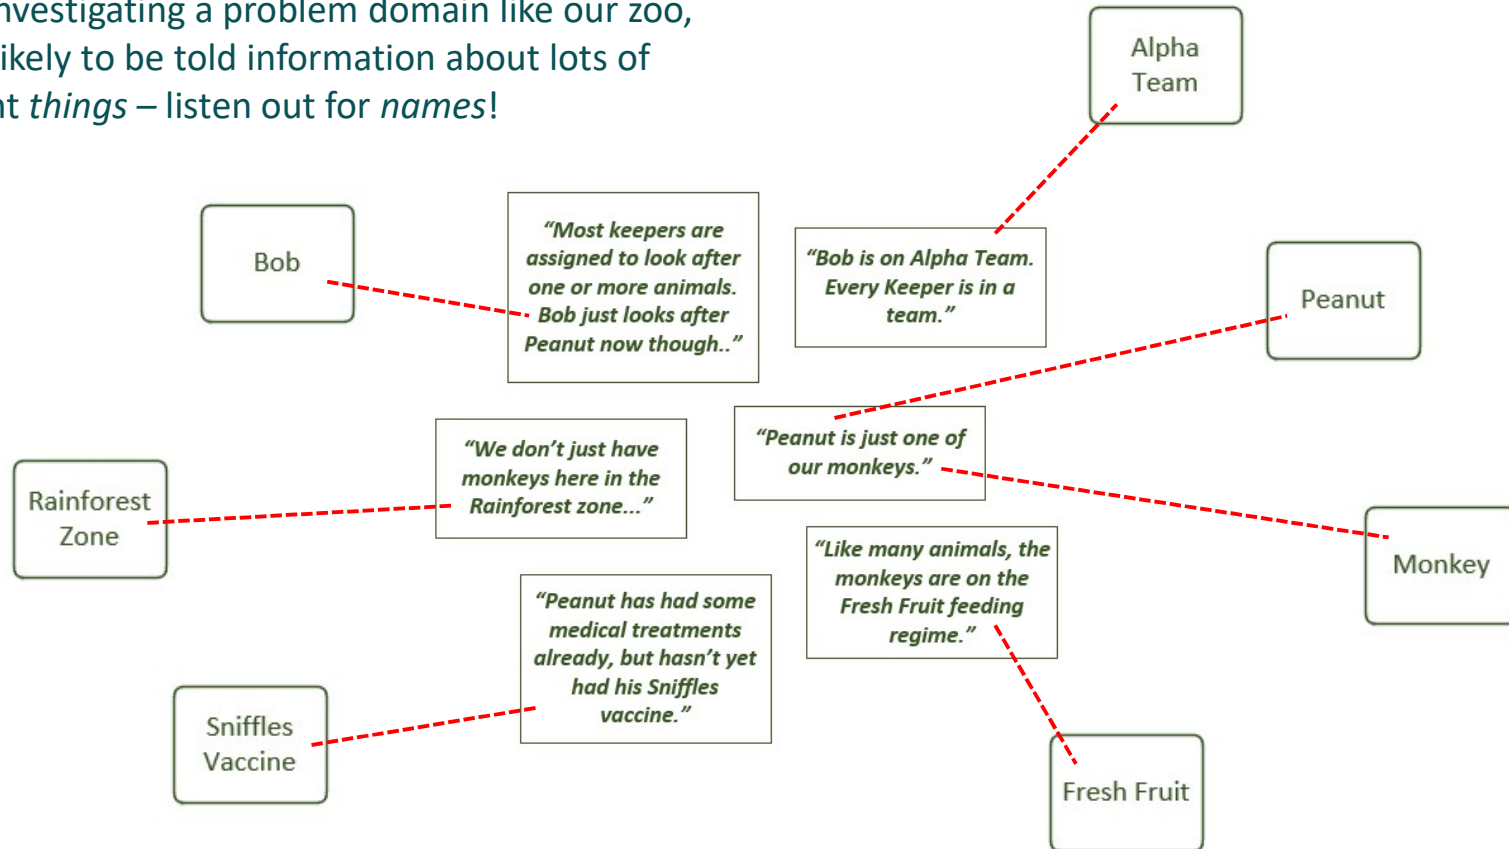 nvestigating a problem domain like our zoo,
ikely to be told information about lots of
nt things – listen out for names!
Alpha
Team
Bob
“Most keepers are
assigned to look after
one or more animals.
Bob just looks after
Peanut now though..”
“Bob is on Alpha Team.
Every Keeper is in a
team.”
Peanut
“We don’t just have
monkeys here in the
Rainforest zone...”
“Peanut is just one of
our monkeys.”
Rainforest
Zone
Monkey
“Like many animals, the
monkeys are on the
Fresh Fruit feeding
regime.”
“Peanut has had some
medical treatments
already, but hasn’t yet
had his Sniffles
vaccine.”
Sniffles
Vaccine
Fresh Fruit